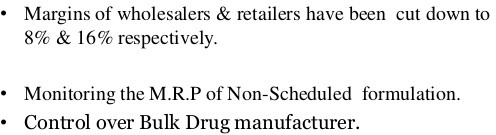 • Margins of wholesalers & retailers have been cut down to
8% & 16% respectively.
• Monitoring the M.R.P of Non-Scheduled formulation.
• Control over Bulk Drug manufacturer.